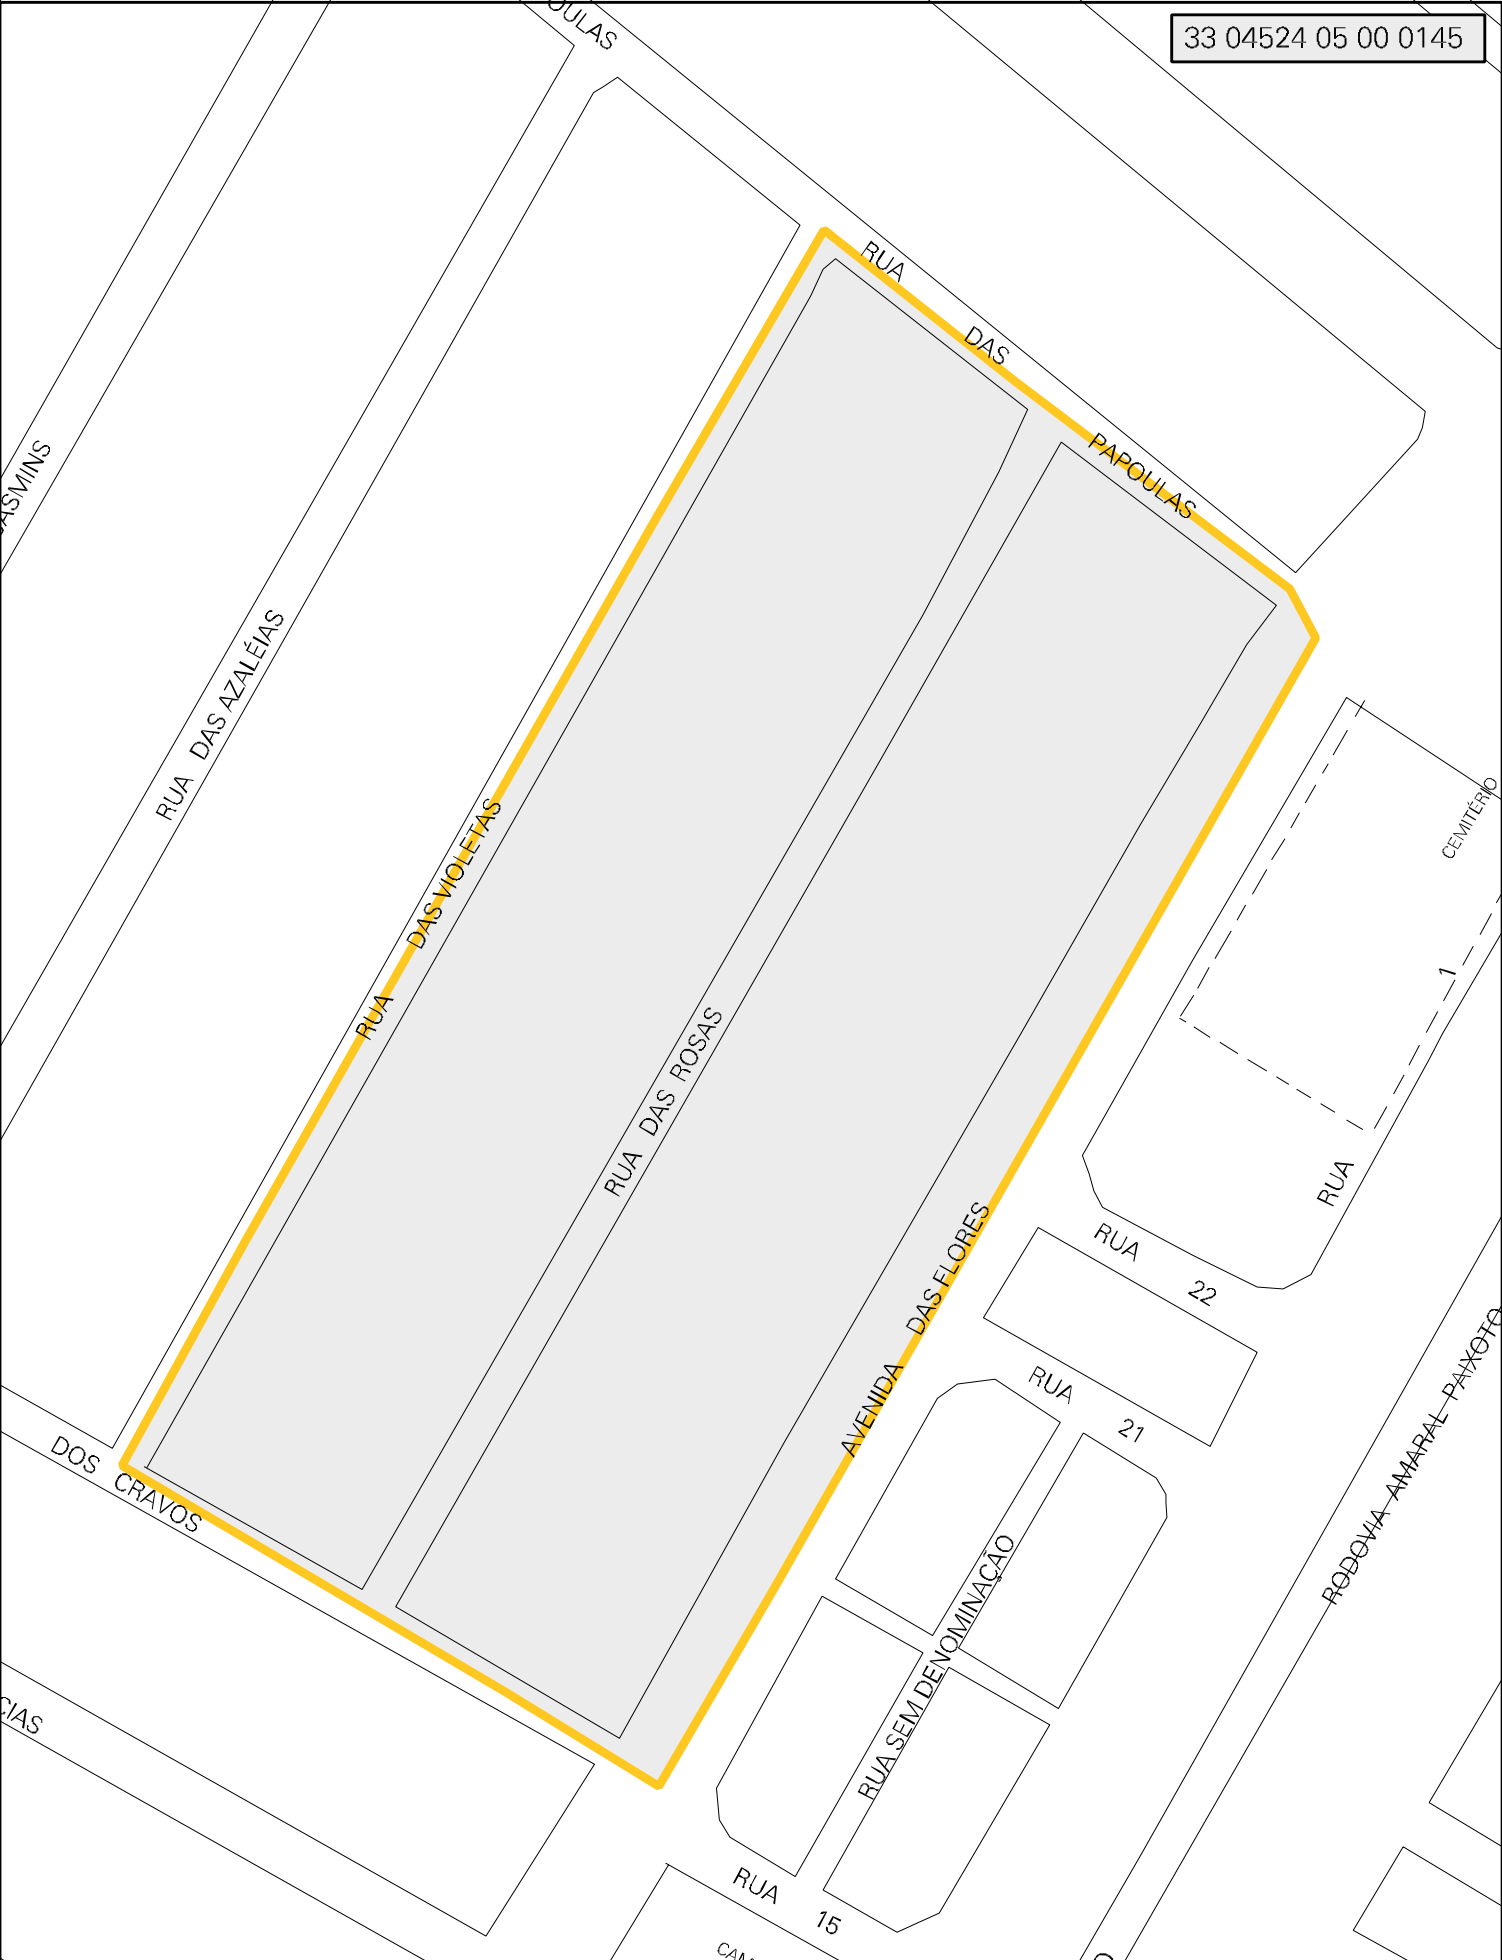 33 04524 05 00 0145
RUA DAS PAPOULAS
RUA DAS AZALÉIAS
RUA DAS VIOLETAS
RUA DAS ROSAS
AVENIDA DAS FLORES
CEMITÉRIO
RUA 1
RUA 22
RUA 21
RODOVIA AMARAL PAIXOTO
DOS CRAVOS
RUA SEM DENOMINAÇÃO
RUA 15